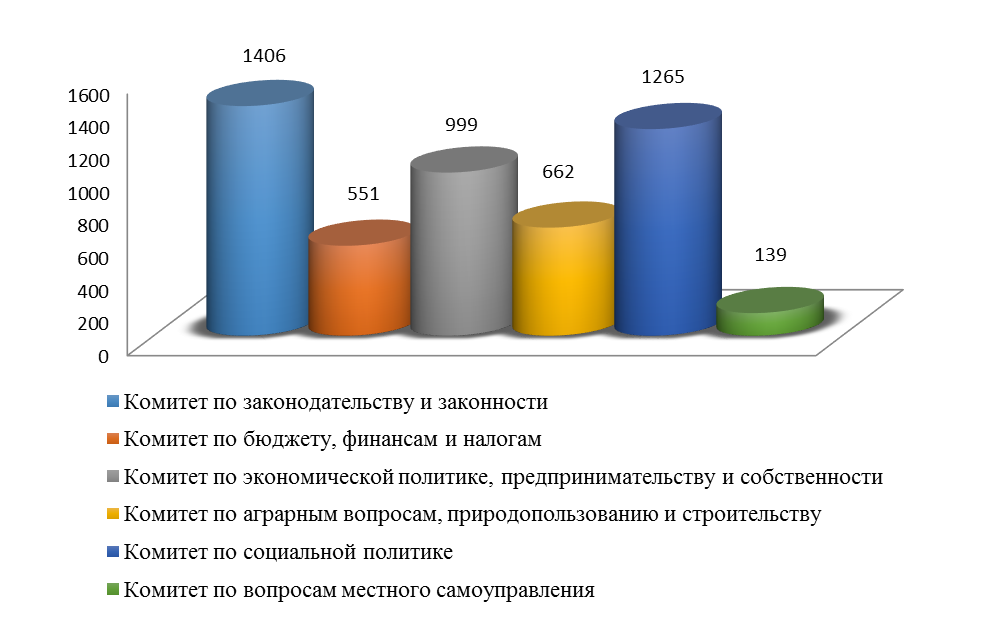 1406
1265
999
662
551
139
1600
1400
1200
1000
800
600
400
200
0
Комитет по законодательству и законности
Комитет по бюджету, финансам и налогам
Комитет по экономической политике, предпринимательству и собственности
Комитет по аграрным вопросам, природопользованию и строительству
Комитет по социальной политике
Комитет по вопросам местного самоуправления